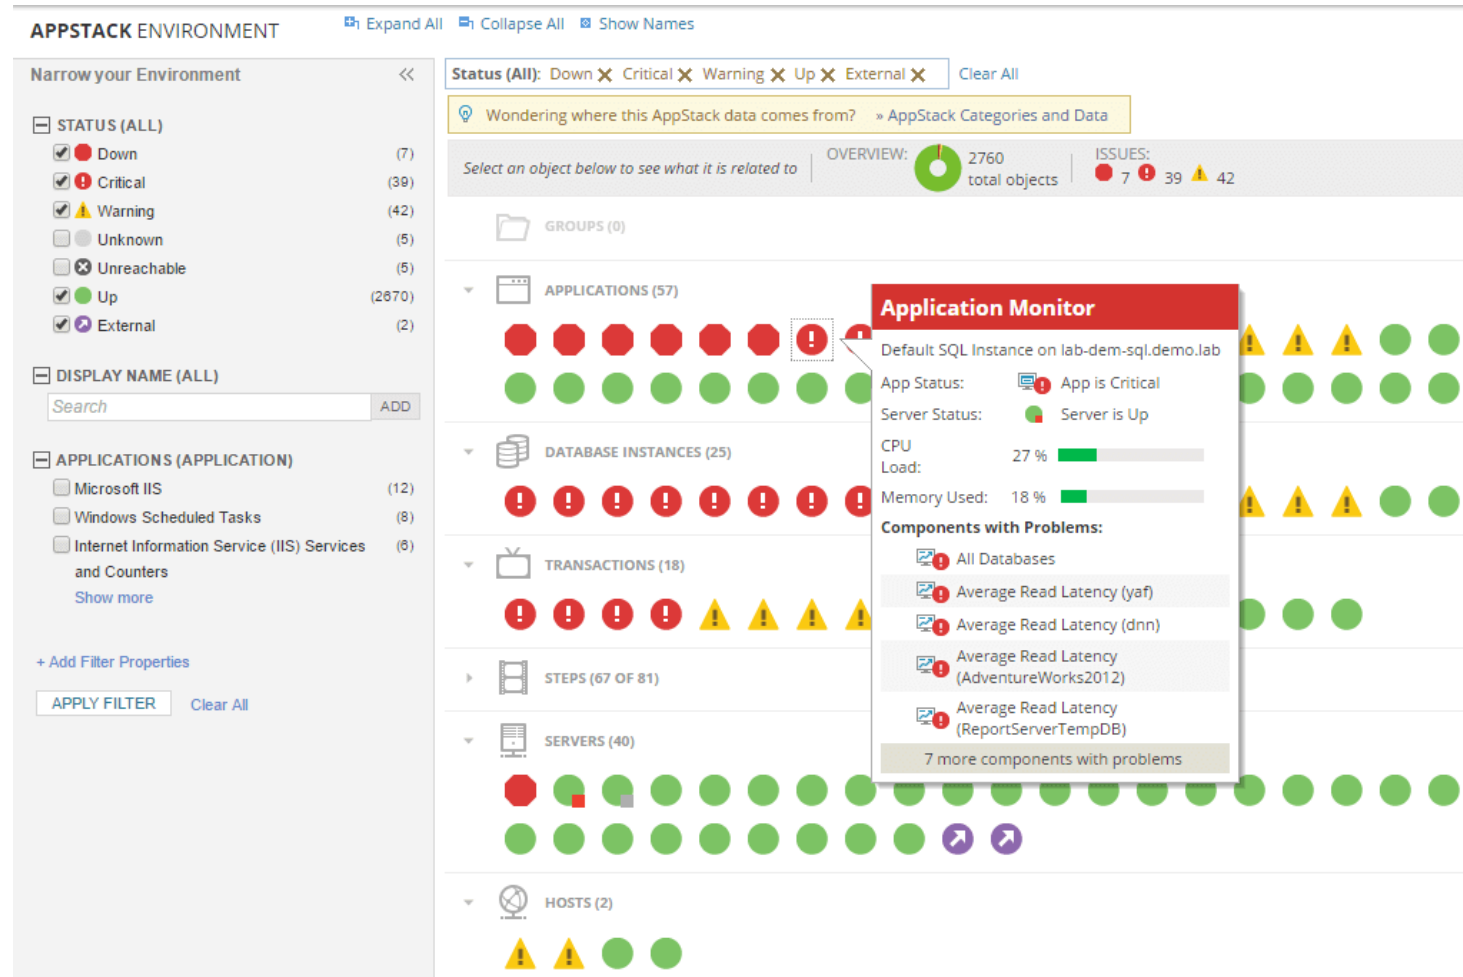 APPSTACK ENVIRONMENT
Expand All Collapse All Show Names
Narrow your Environment
STATUS (ALL)
Down (7)
Critical (39)
Warning (42)
Unknown (5)
Unreachable (5)
Up (2670)
External (2)
DISPLAY NAME (ALL)
Search ADD
APPLICATIONS (APPLICATION)
Microsoft IIS (12)
Windows Scheduled Tasks (8)
Internet Information Service (IIS) Services (6)
and Counters
Show more
+ Add Filter Properties
APPLY FILTER Clear All
Status (All): Down Critical Warning Up External Clear All
Wondering where this AppStack data comes from? » AppStack Categories and Data
Select an object below to see what it is related to
OVERVIEW: 2760
total objects
ISSUES:
7 39 42
GROUPS (0)
APPLICATIONS (57)
DATABASE INSTANCES (25)
TRANSACTIONS (18)
STEPS (67 OF 81)
SERVERS (40)
HOSTS (2)
Application Monitor
Default SQL Instance on lab-dem-sql.demo.lab
App Status: App is Critical
Server Status: Server is Up
CPU
Load: 27 %
Memory Used: 18 %
Components with Problems:
All Databases
Average Read Latency (yaf)
Average Read Latency (dnn)
Average Read Latency
(AdventureWorks2012)
Average Read Latency
(ReportServerTempDB)
7 more components with problems